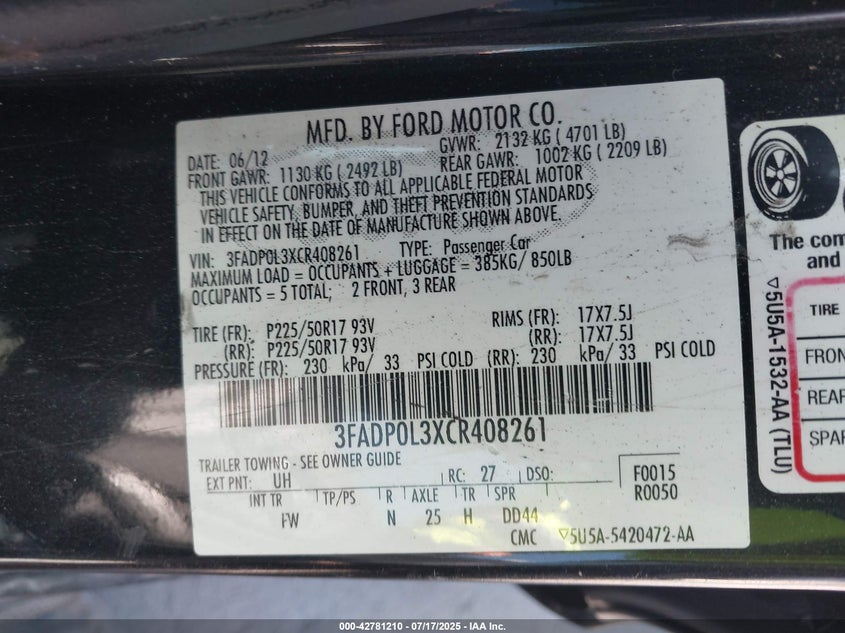 MFD. BY FORD MOTOR CO.
DATE: 06/12 GVWR: 2132 KG ( 4701 LB)
FRONT GAWR: 1130 KG ( 2492 LB) REAR GAWR: 1002 KG ( 2209 LB)
THIS VEHICLE CONFORMS TO ALL APPLICABLE FEDERAL MOTOR
VEHICLE SAFETY, BUMPER, AND THEFT PREVENTION STANDARDS
IN EFFECT ON THE DATE OF MANUFACTURE SHOWN ABOVE.
VIN: 3FADP0L3XCR408261 TYPE: Passenger Car
MAXIMUM LOAD = OCCUPANTS + LUGGAGE = 385KG/ 850LB
OCCUPANTS = 5 TOTAL; 2 FRONT, 3 REAR
TIRE (FR): P225/50R17 93V RIMS (FR): 17X7.5J
(RR): P225/50R17 93V (RR): 17X7.5J
PRESSURE (FR): 230 kPa/ 33 PSI COLD (RR): 230 kPa/ 33 PSI COLD
3FADP0L3XCR408261
TRAILER TOWING - SEE OWNER GUIDE
EXT PNT: UH RC: 27 DSO: F0015
R0050
INT TR TP/PS R AXLE TR SPR
FW N 25 H DD44
CMC ▽5U5A-5420472-AA
The com
and
▽5U5A-1532-AA (TLU)
TIRE
FRON
REAR
SPAR
000-42781210 - 07/17/2025 - IAA Inc.